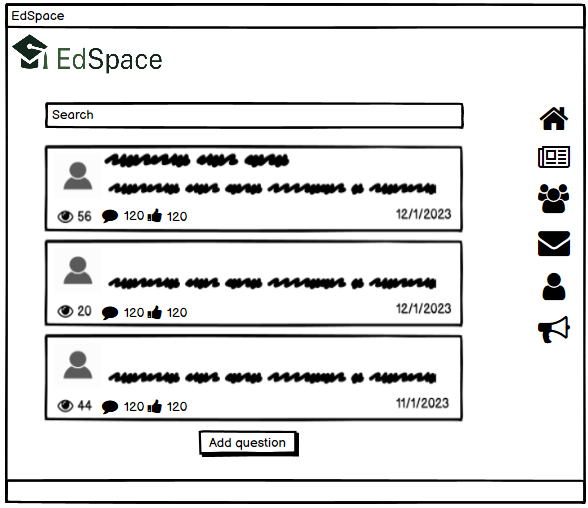 EdSpace
EdSpace
Search
56 120 120 12/1/2023
20 120 120 12/1/2023
44 120 120 11/1/2023
Add question